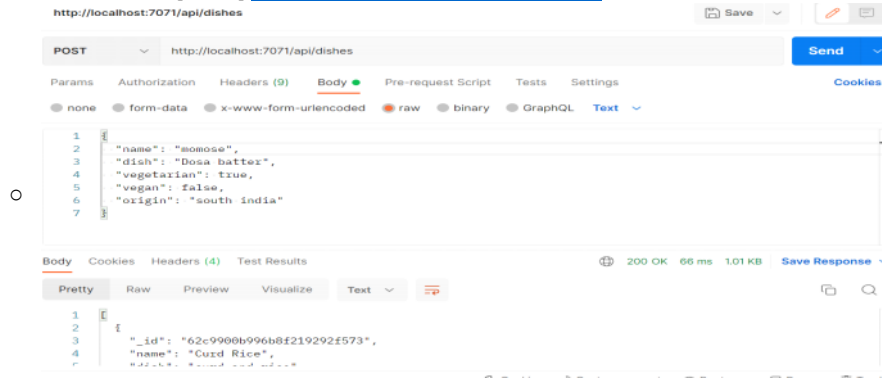 http://localhost:7071/api/dishes Save
POST http://localhost:7071/api/dishes Send
Params Authorization Headers (9) Body Pre-request Script Tests Settings Cookies
none form-data x-www-form-urlencoded raw binary GraphQL Text
1 {
2 "name": "momose",
3 "dish": "Dosa batter",
4 "vegetarian": true,
5 "vegan": false,
6 "origin": "south india"
7 }
Body Cookies Headers (4) Test Results 200 OK 66 ms 1.01 KB Save Response
Pretty Raw Preview Visualize Text
1 [
2 {
3 "_id": "62c9900b996b8f219292f573",
4 "name": "Curd Rice",